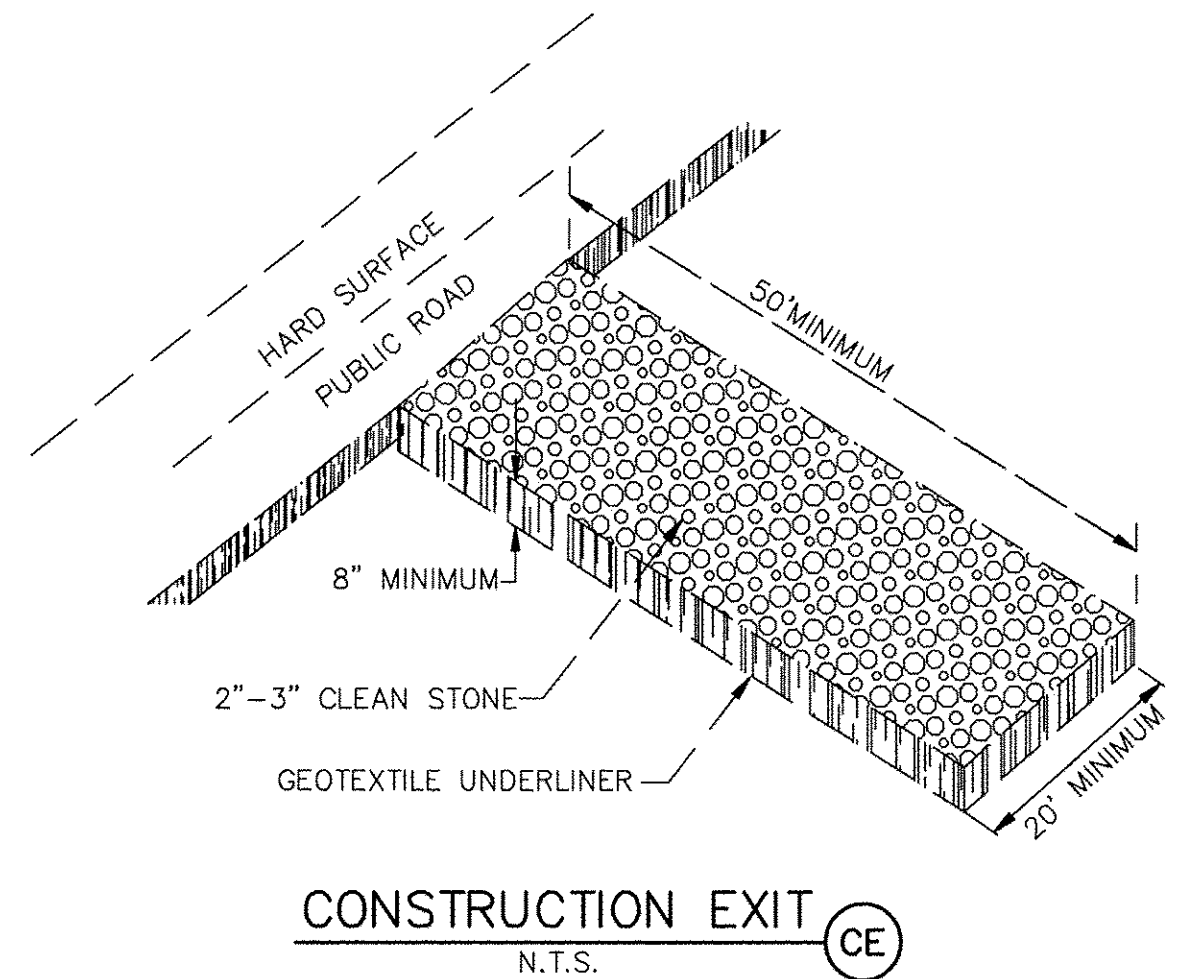 HARD SURFACE
PUBLIC ROAD
50'MINIMUM
8" MINIMUM
2"-3" CLEAN STONE
GEOTEXTILE UNDERLINER
20' MINIMUM
CONSTRUCTION EXIT
CE
N.T.S.